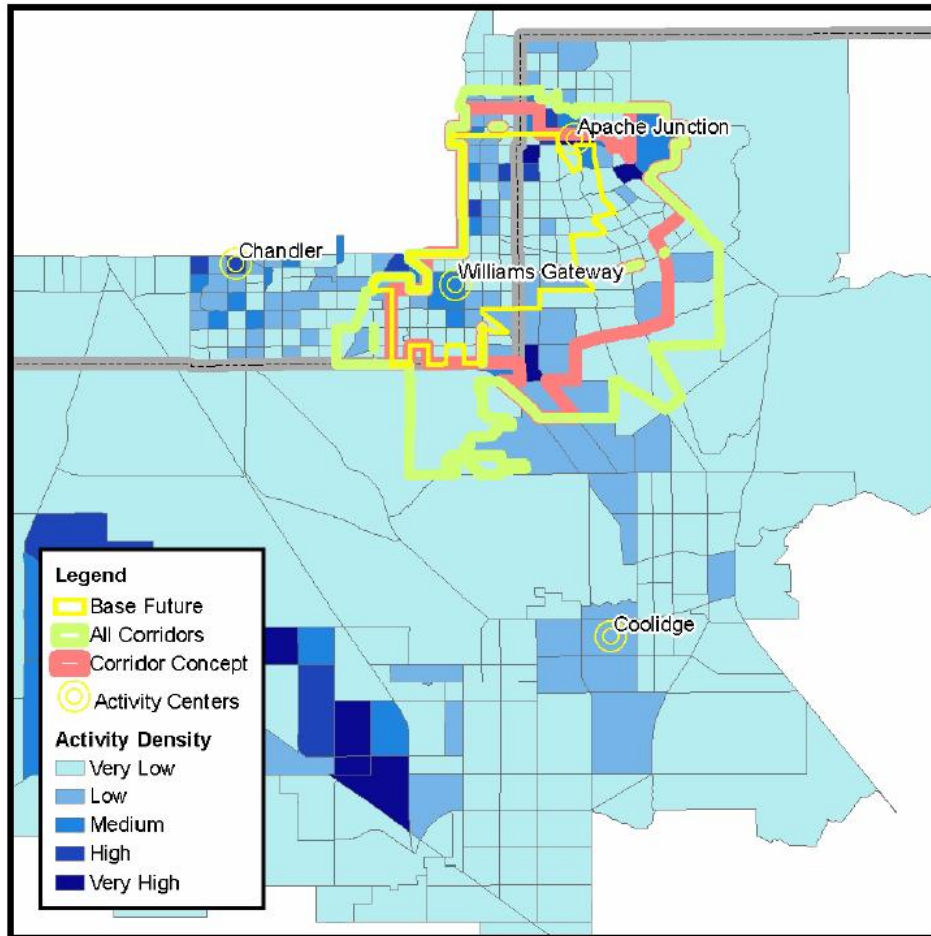 Apache Junction
Chandler
Williams Gateway
Coolidge
Legend
Base Future
All Corridors
Corridor Concept
Activity Centers
Activity Density
Very Low
Low
Medium
High
Very High